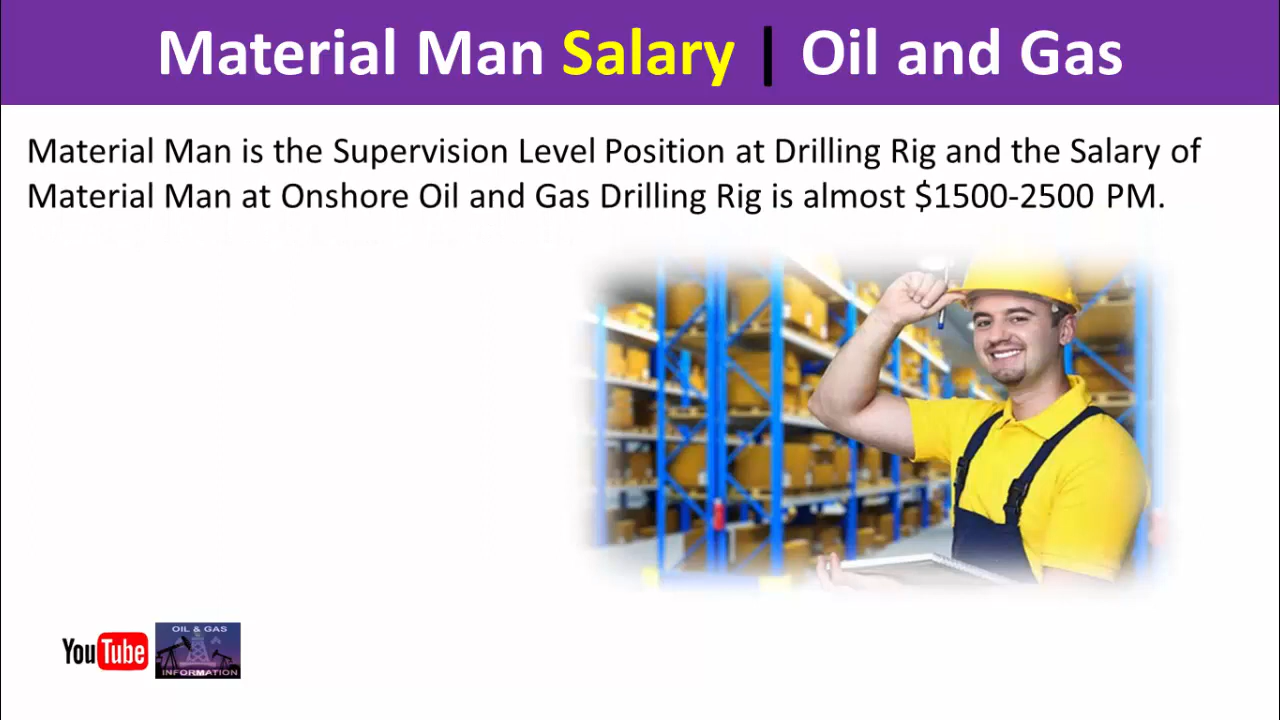 Material Man Salary | Oil and Gas
Material Man is the Supervision Level Position at Drilling Rig and the Salary of
Material Man at Onshore Oil and Gas Drilling Rig is almost $1500-2500 PM.
YouTube
OIL & GAS
INFORMATION